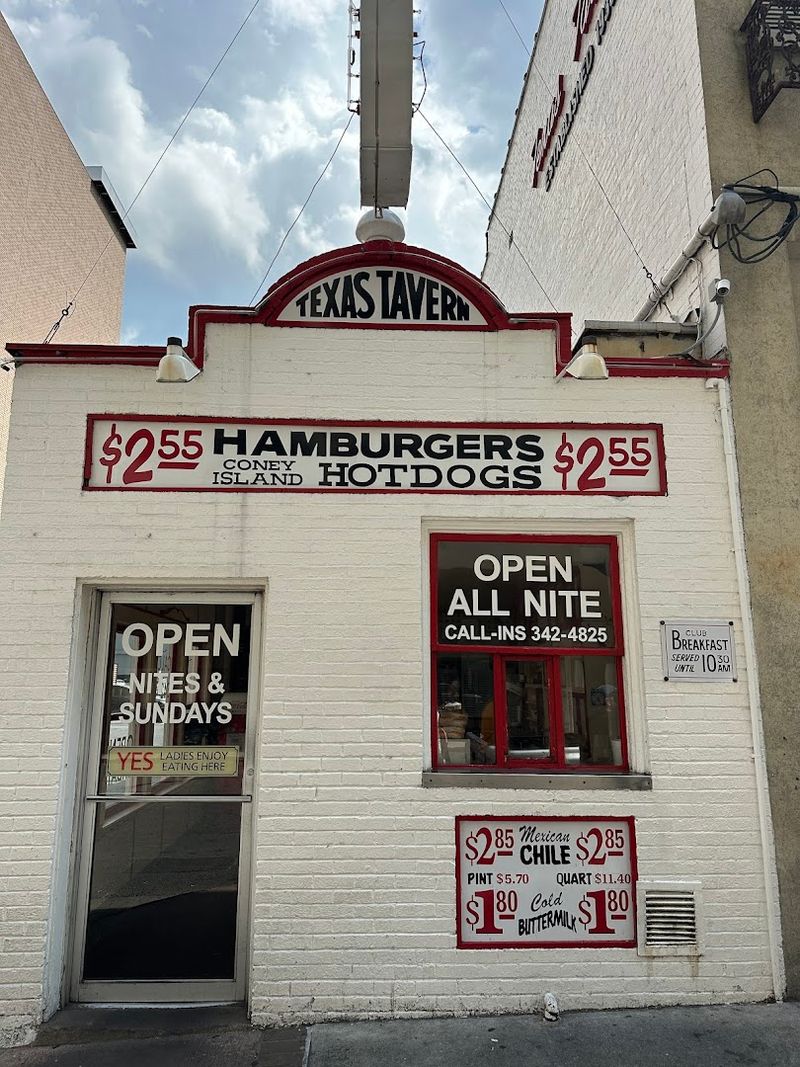 Texas
ESTABLISHED
TEXAS TAVERN
$2.55 HAMBURGERS $2.55
CONEY ISLAND HOTDOGS
OPEN
ALL NITE
CALL-INS 342-4825
OPEN
NITES &
SUNDAYS
YES LADIES ENJOY
EATING HERE
CLUB
BREAKFAST
SERVED UNTIL 10 30 AM
$2.85 Mexican CHILE $2.85
PINT $5.70 QUART $11.40
$1.80 Cold BUTTERMILK $1.80